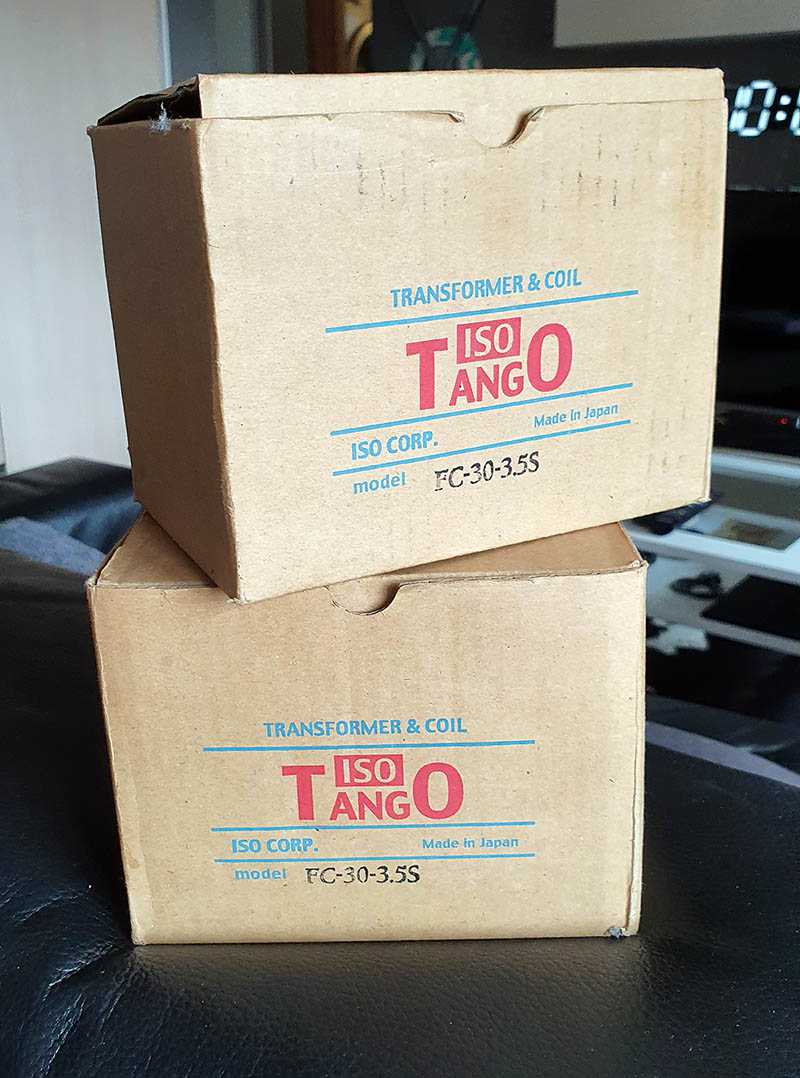 TRANSFORMER & COIL
ISO
TANGO
ISO CORP. Made in Japan
model FC-30-3.5S
TRANSFORMER & COIL
ISO
TANGO
ISO CORP. Made in Japan
model FC-30-3.5S